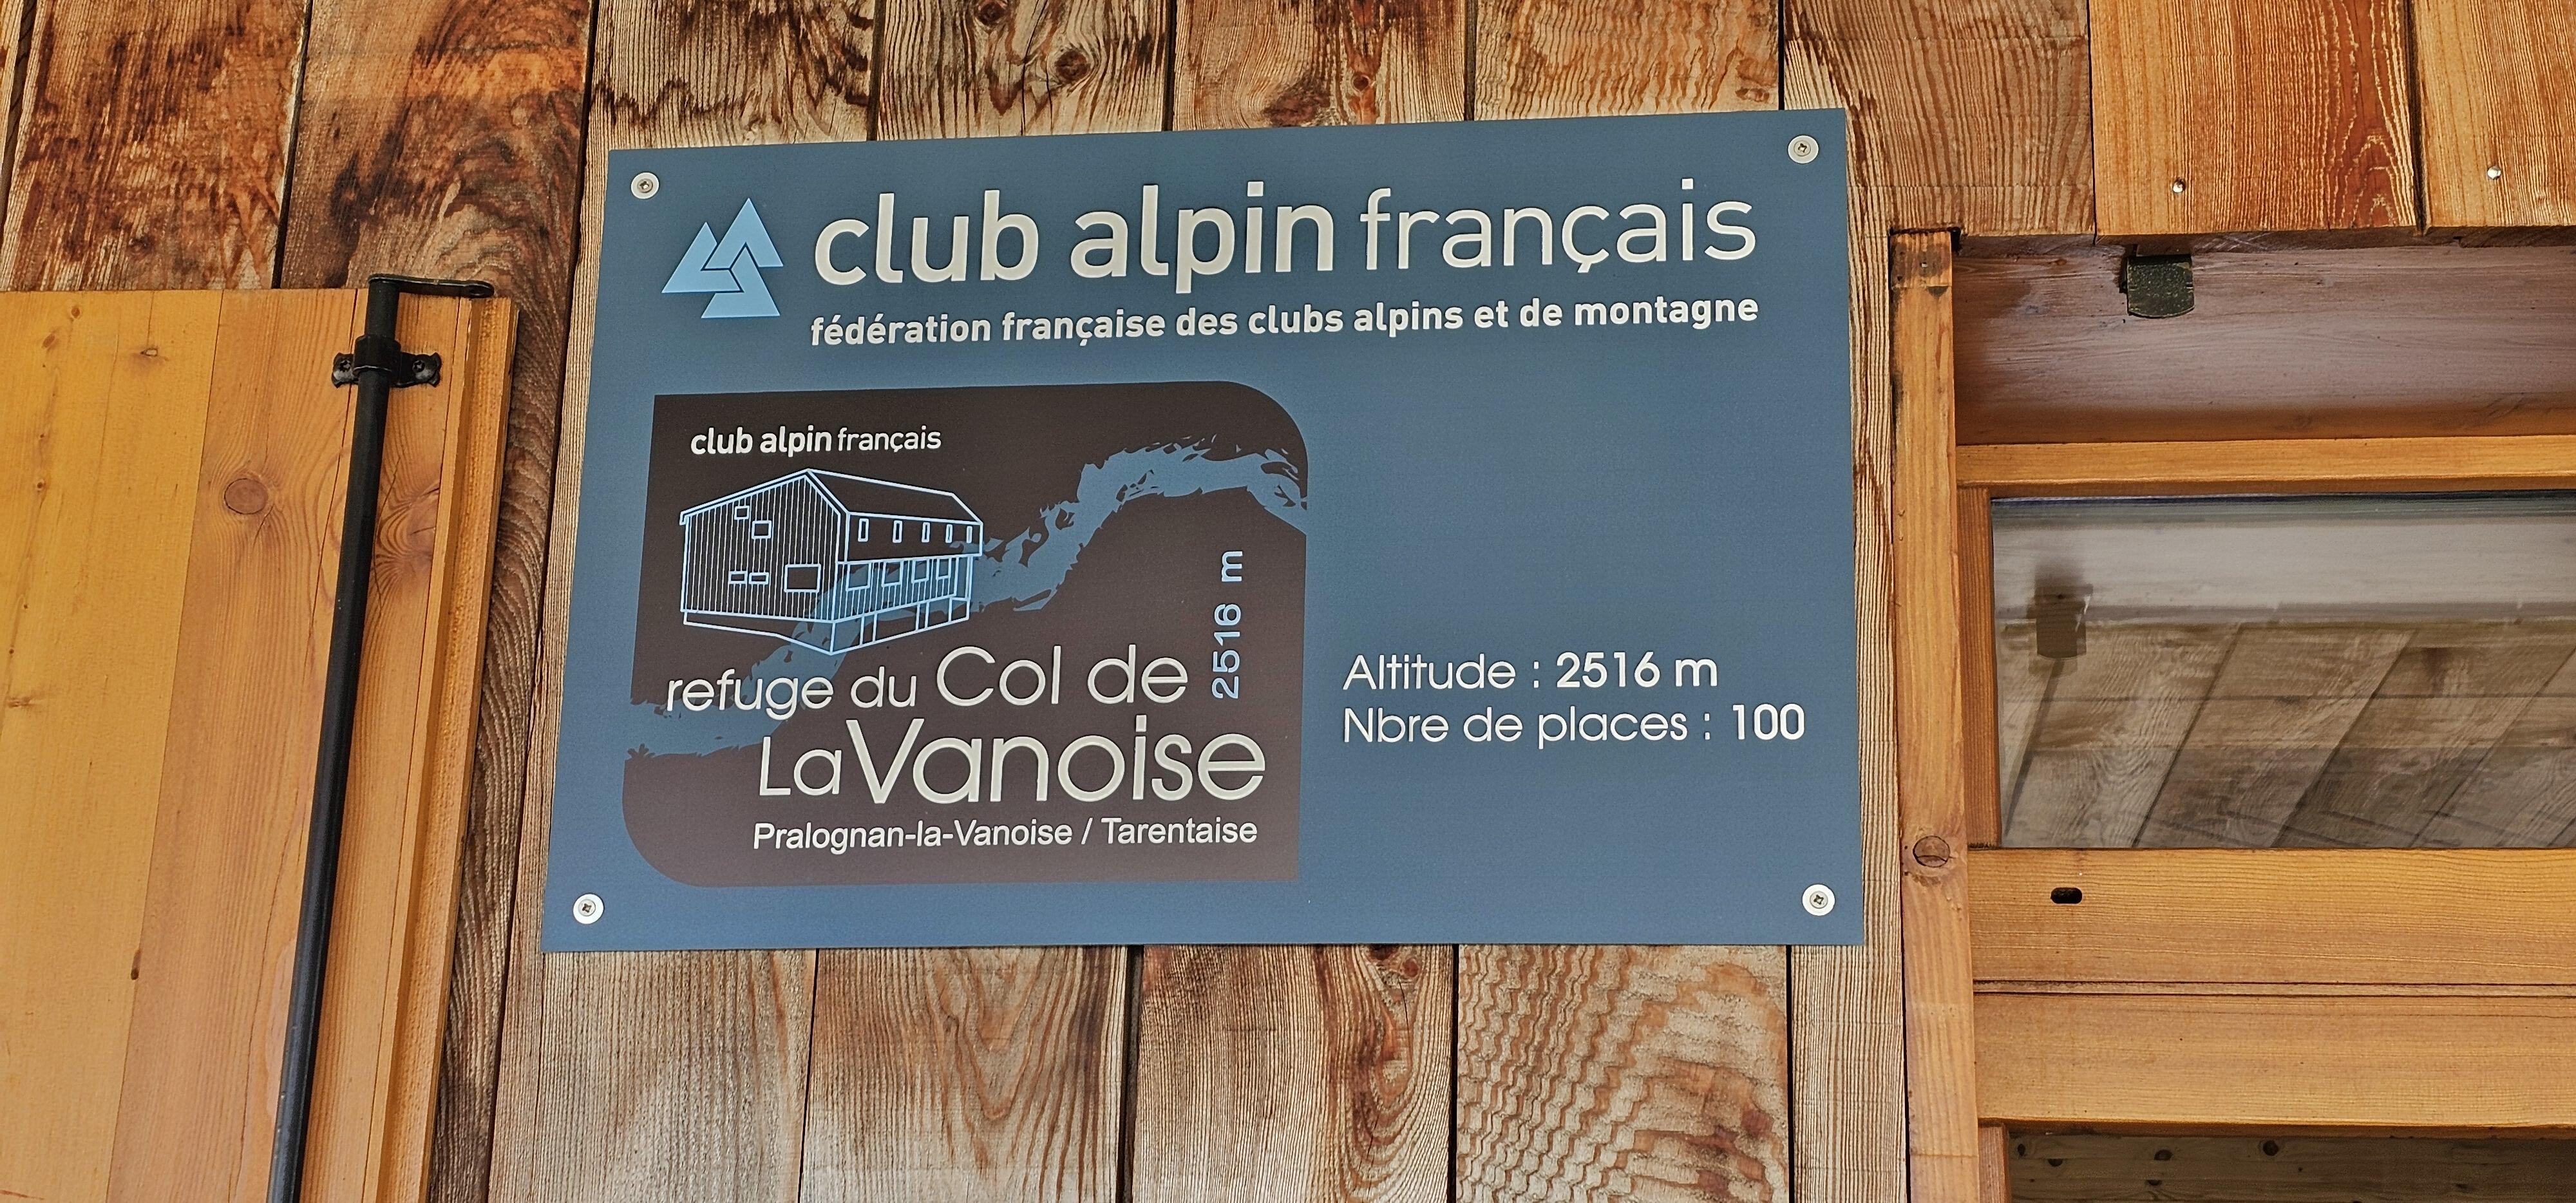 club alpin français
fédération française des clubs alpins et de montagne
club alpin français
2516 m
refuge du Col de
La Vanoise
Pralognan-la-Vanoise / Tarentaise
Altitude : 2516 m
Nbre de places : 100